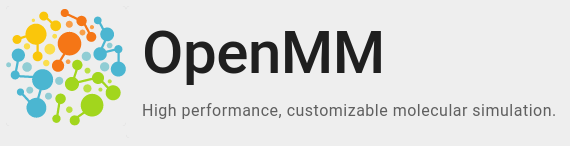 OpenMM
High performance, customizable molecular simulation.